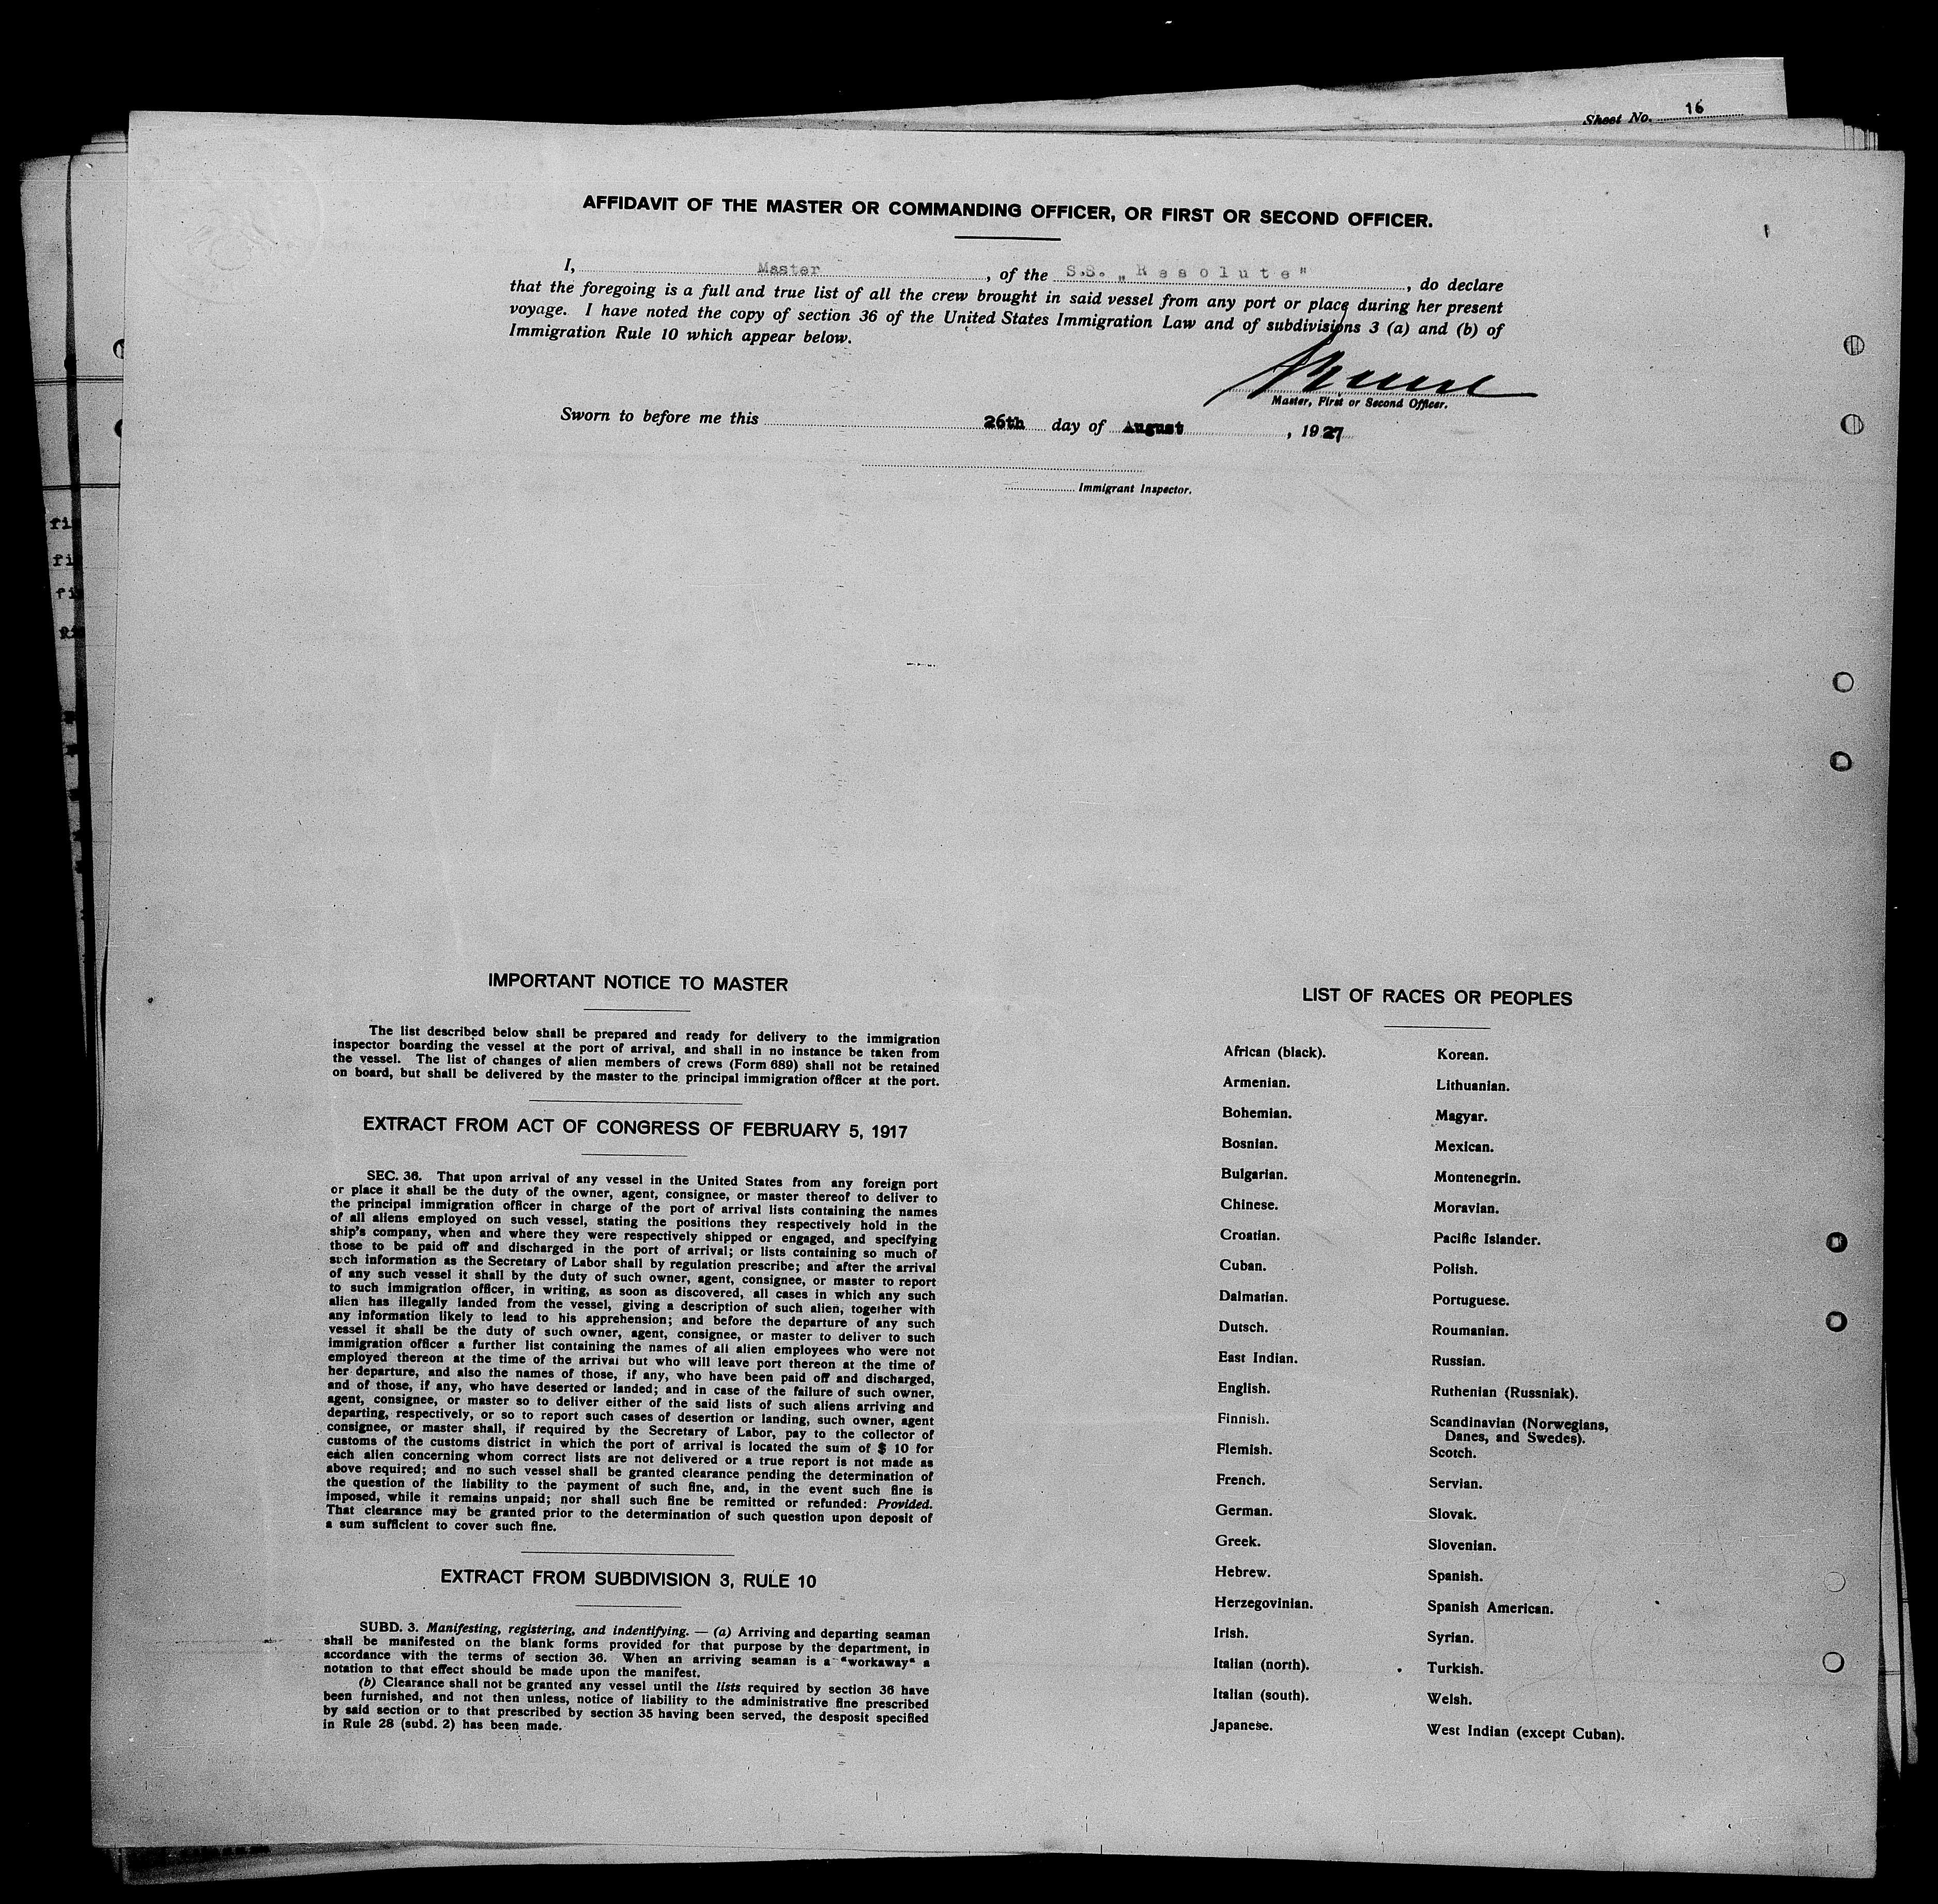 Sheet No. 16
AFFIDAVIT OF THE MASTER OR COMMANDING OFFICER, OR FIRST OR SECOND OFFICER.
I, Master, of the S.S. „Resolute", do declare
that the foregoing is a full and true list of all the crew brought in said vessel from any port or place during her present
voyage. I have noted the copy of section 36 of the United States Immigration Law and of subdivisions 3 (a) and (b) of
Immigration Rule 10 which appear below.
Master, First or Second Officer.
Sworn to before me this 26th day of August, 1927
Immigrant Inspector.
fi
fi
fi
fi
IMPORTANT NOTICE TO MASTER
The list described below shall be prepared and ready for delivery to the immigration
inspector boarding the vessel at the port of arrival, and shall in no instance be taken from
the vessel. The list of changes of alien members of crews (Form 689) shall not be retained
on board, but shall be delivered by the master to the principal immigration officer at the port.
EXTRACT FROM ACT OF CONGRESS OF FEBRUARY 5, 1917
SEC. 36. That upon arrival of any vessel in the United States from any foreign port
or place it shall be the duty of the owner, agent, consignee, or master thereof to deliver to
the principal immigration officer in charge of the port of arrival lists containing the names
of all aliens employed on such vessel, stating the positions they respectively hold in the
ship's company, when and where they were respectively shipped or engaged, and specifying
those to be paid off and discharged in the port of arrival; or lists containing so much of
such information as the Secretary of Labor shall by regulation prescribe; and after the arrival
of any such vessel it shall by the duty of such owner, agent, consignee, or master to report
to such immigration officer, in writing, as soon as discovered, all cases in which any such
alien has illegally landed from the vessel, giving a description of such alien, together with
any information likely to lead to his apprehension; and before the departure of any such
vessel it shall be the duty of such owner, agent, consignee, or master to deliver to such
immigration officer a further list containing the names of all alien employees who were not
employed thereon at the time of the arrival but who will leave port thereon at the time of
her departure, and also the names of those, if any, who have been paid off and discharged,
and of those, if any, who have deserted or landed; and in case of the failure of such owner,
agent, consignee, or master so to deliver either of the said lists of such aliens arriving and
departing, respectively, or so to report such cases of desertion or landing, such owner, agent
consignee, or master shall, if required by the Secretary of Labor, pay to the collector of
customs of the customs district in which the port of arrival is located the sum of $ 10 for
each alien concerning whom correct lists are not delivered or a true report is not made as
above required; and no such vessel shall be granted clearance pending the determination of
the question of the liability to the payment of such fine, and, in the event such fine is
imposed, while it remains unpaid; nor shall such fine be remitted or refunded: Provided.
That clearance may be granted prior to the determination of such question upon deposit of
a sum sufficient to cover such fine.
EXTRACT FROM SUBDIVISION 3, RULE 10
SUBD. 3. Manifesting, registering, and indentifying. — (a) Arriving and departing seaman
shall be manifested on the blank forms provided for that purpose by the department, in
accordance with the terms of section 36. When an arriving seaman is a "workaway" a
notation to that effect should be made upon the manifest.
(b) Clearance shall not be granted any vessel until the lists required by section 36 have
been furnished, and not then unless, notice of liability to the administrative fine prescribed
by said section or to that prescribed by section 35 having been served, the desposit specified
in Rule 28 (subd. 2) has been made.
LIST OF RACES OR PEOPLES
African (black).
Armenian.
Bohemian.
Bosnian.
Bulgarian.
Chinese.
Croatian.
Cuban.
Dalmatian.
Dutsch.
East Indian.
English.
Finnish.
Flemish.
French.
German.
Greek.
Hebrew.
Herzegovinian.
Irish.
Italian (north).
Italian (south).
Japanese.
Korean.
Lithuanian.
Magyar.
Mexican.
Montenegrin.
Moravian.
Pacific Islander.
Polish.
Portuguese.
Roumanian.
Russian.
Ruthenian (Russniak).
Scandinavian (Norwegians,
Danes, and Swedes).
Scotch.
Servian.
Slovak.
Slovenian.
Spanish.
Spanish American.
Syrian.
Turkish.
Welsh.
West Indian (except Cuban).